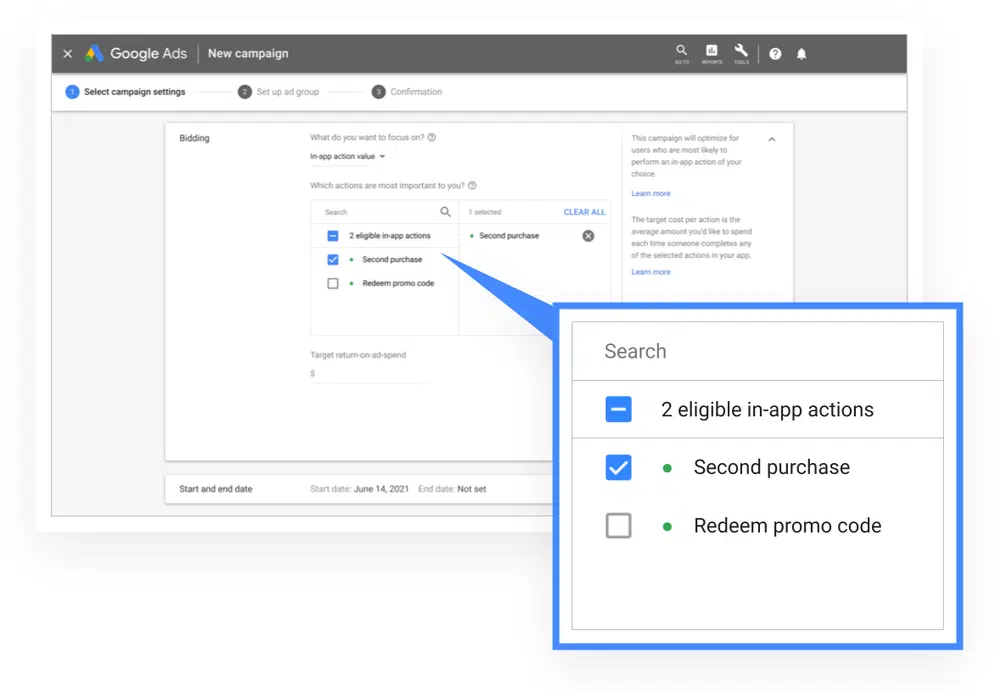 Google Ads New campaign
GO TO REPORTS TOOLS
1 Select campaign settings 2 Set up ad group 3 Confirmation
Bidding
What do you want to focus on?
In-app action value
Which actions are most important to you?
Search
1 selected CLEAR ALL
2 eligible in-app actions
Second purchase
Second purchase
Redeem promo code
Target return-on-ad-spend
$
This campaign will optimize for
users who are most likely to
perform an in-app action of your
choice.
Learn more
The target cost per action is the
average amount you'd like to spend
each time someone completes any
of the selected actions in your app.
Learn more
Start and end date Start date: June 14, 2021 End date: Not set
Search
2 eligible in-app actions
Second purchase
Redeem promo code